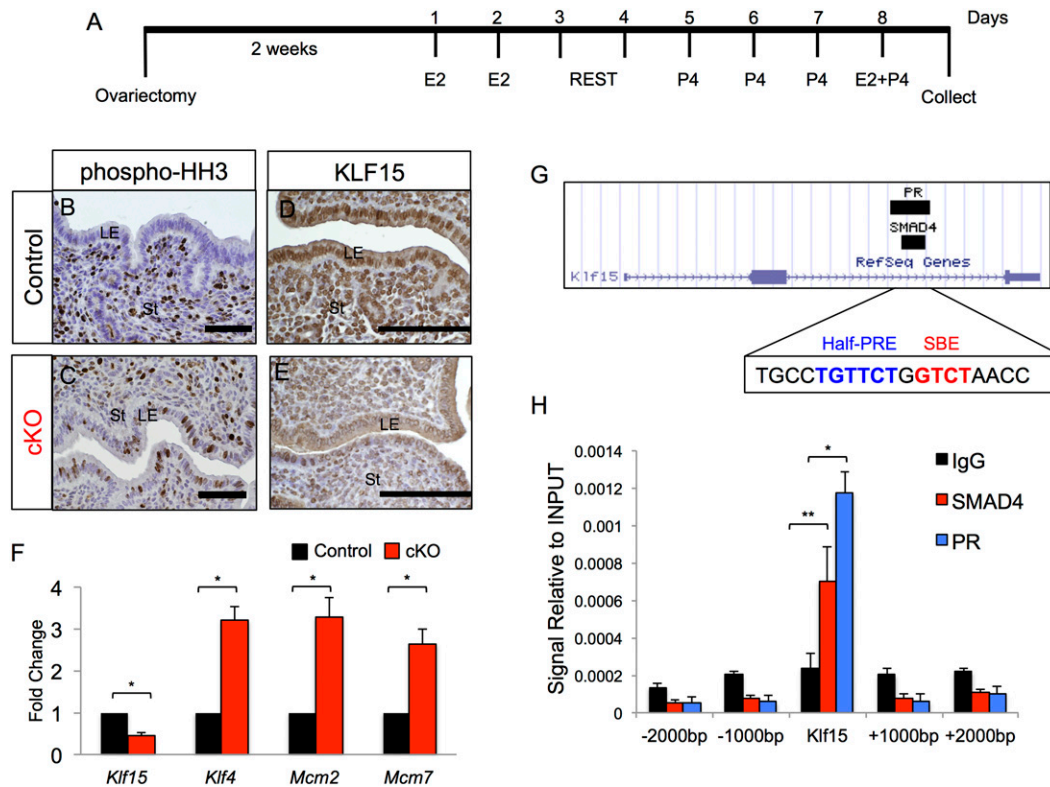 A
1 2 3 4 5 6 7 8 Days
2 weeks
E2 E2 REST P4 P4 P4 E2+P4
Ovariectomy
Collect
phospho-HH3
KLF15
Control
cKO
B
LE
St
D
LE
C
St LE
E
LE
St
F
Control cKO
Fold Change
4
3
2
1
0
* * * *
Klf15 Klf4 Mcm2 Mcm7
G
PR
SMAD4
RefSeq Genes
Klf15
Half-PRE SBE
TGCCTGTTCTGGTCTAACC
H
Signal Relative to INPUT
0.0014
0.0012
0.001
0.0008
0.0006
0.0004
0.0002
0
*
**
IgG
SMAD4
PR
-2000bp -1000bp Klf15 +1000bp +2000bp